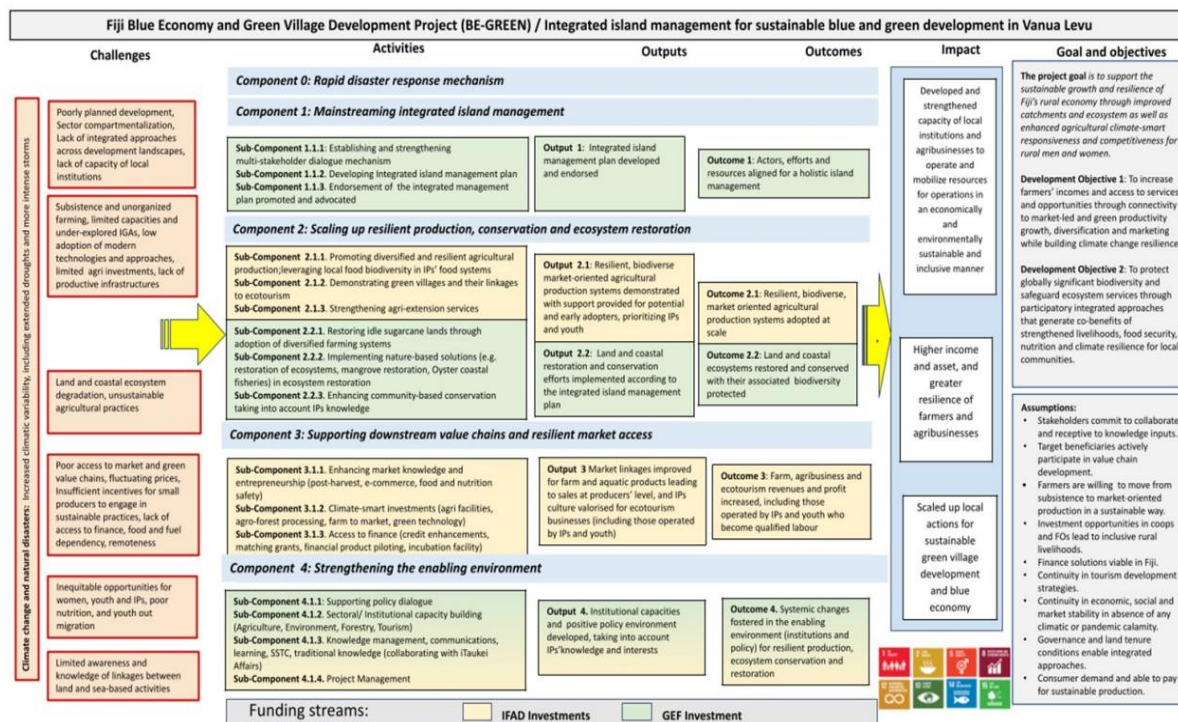 Fiji Blue Economy and Green Village Development Project (BE-GREEN) / Integrated island management for sustainable blue and green development in Vanua Levu
Challenges
Activities
Outputs
Outcomes
Impact
Goal and objectives
Climate change and natural disasters: Increased climatic variability, including extended droughts and more intense storms
Poorly planned development,
Sector compartmentalization,
Lack of integrated approaches
across development landscapes,
lack of capacity of local
institutions
Subsistence and unorganized
farming, limited capacities and
under-explored IGAs, low
adoption of modern
technologies and approaches,
limited agri investments, lack of
productive infrastructures
Land and coastal ecosystem
degradation, unsustainable
agricultural practices
Poor access to market and green
value chains, fluctuating prices,
Insufficient incentives for small
producers to engage in
sustainable practices, lack of
access to finance, food and fuel
dependency, remoteness
Inequitable opportunities for
women, youth and IPs, poor
nutrition, and youth out
migration
Limited awareness and
knowledge of linkages between
land and sea-based activities
Component 0: Rapid disaster response mechanism
Component 1: Mainstreaming integrated island management
Sub-Component 1.1.1: Establishing and strengthening
multi-stakeholder dialogue mechanism
Sub-Component 1.1.2: Developing Integrated island management plan
Sub-Component 1.1.3: Endorsement of the integrated management
plan promoted and advocated
Output 1: Integrated island
management plan developed
and endorsed
Outcome 1: Actors, efforts and
resources aligned for a holistic island
management
Component 2: Scaling up resilient production, conservation and ecosystem restoration
Sub-Component 2.1.1: Promoting diversified and resilient agricultural
production;leveraging local food biodiversity in IPs' food systems
Sub-Component 2.1.2: Demonstrating green villages and their linkages
to ecotourism
Sub-Component 2.1.3: Strengthening agri-extension services
Output 2.1: Resilient, biodiverse
market-oriented agricultural
production systems demonstrated
with support provided for potential
and early adopters, prioritizing IPs
and youth
Outcome 2.1: Resilient, biodiverse,
market oriented agricultural
production systems adopted at
scale
Sub-Component 2.2.1: Restoring idle sugarcane lands through
adoption of diversified farming systems
Sub-Component 2.2.2: Implementing nature-based solutions (e.g.
restoration of ecosystems, mangrove restoration, Oyster coastal
fisheries) in ecosystem restoration
Sub-Component 2.2.3: Enhancing community-based conservation
taking into account IPs knowledge
Output 2.2: Land and coastal
restoration and conservation
efforts implemented according to
the integrated island management
plan
Outcome 2.2: Land and coastal
ecosystems restored and conserved
with their associated biodiversity
protected
Component 3: Supporting downstream value chains and resilient market access
Sub-Component 3.1.1: Enhancing market knowledge and
entrepreneurship (post-harvest, e-commerce, food and nutrition
safety)
Sub-Component 3.1.2: Climate-smart investments (agri facilities,
agro-forest processing, farm to market, green technology)
Sub-Component 3.1.3: Access to finance (credit enhancements,
matching grants, financial product piloting, incubation facility)
Output 3 Market linkages improved
for farm and aquatic products leading
to sales at producers' level, and IPs
culture valorised for ecotourism
businesses (including those operated
by IPs and youth)
Outcome 3: Farm, agribusiness and
ecotourism revenues and profit
increased, including those
operated by IPs and youth who
become qualified labour
Component 4: Strengthening the enabling environment
Sub-Component 4.1.1: Supporting policy dialogue
Sub-Component 4.1.2: Sectoral/ Institutional capacity building
(Agriculture, Environment, Forestry, Tourism)
Sub-Component 4.1.3: Knowledge management, communications,
learning, SSTC, traditional knowledge (collaborating with iTaukei
Affairs)
Sub-Component 4.1.4. Project Management
Output 4. Institutional capacities
and positive policy environment
developed, taking into account
IPs'knowledge and interests
Outcome 4. Systemic changes
fostered in the enabling
environment (institutions and
policy) for resilient production,
ecosystem conservation and
restoration
Funding streams:
IFAD Investments
GEF Investment
Developed and
strengthened
capacity of local
institutions and
agribusinesses to
operate and
mobilize resources
for operations in
an economically
and
environmentally
sustainable and
inclusive manner
Higher income
and asset, and
greater
resilience of
farmers and
agribusinesses
Scaled up local
actions for
sustainable
green village
development
and blue
economy
The project goal is to support the
sustainable growth and resilience of
Fiji's rural economy through improved
catchments and ecosystem as well as
enhanced agricultural climate-smart
responsiveness and competitiveness for
rural men and women.
Development Objective 1: To increase
farmers' incomes and access to services
and opportunities through connectivity
to market-led and green productivity
growth, diversification and marketing
while building climate change resilience
Development Objective 2: To protect
globally significant biodiversity and
safeguard ecosystem services through
participatory integrated approaches
that generate co-benefits of
strengthened livelihoods, food security,
nutrition and climate resilience for local
communities.
Assumptions:
• Stakeholders commit to collaborate
and receptive to knowledge inputs.
• Target beneficiaries actively
participate in value chain
development.
• Farmers are willing to move from
subsistence to market-oriented
production in a sustainable way.
• Investment opportunities in coops
and FOs lead to inclusive rural
livelihoods.
• Finance solutions viable in Fiji.
• Continuity in tourism development
strategies.
• Continuity in economic, social and
market stability in absence of any
climatic or pandemic calamity.
• Governance and land tenure
conditions enable integrated
approaches.
• Consumer demand and able to pay
for sustainable production.